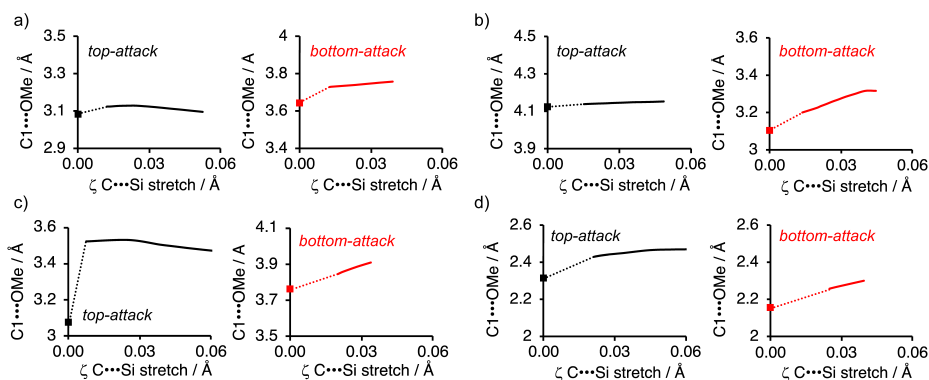 a)
top-attack
C1•••OMe / Å
3.5
3.3
3.1
2.9
0.00
0.03
0.06
ζ C•••Si stretch / Å
bottom-attack
C1•••OMe / Å
4
3.8
3.6
3.4
0.00
0.03
0.06
ζ C•••Si stretch / Å
b)
top-attack
C1•••OMe / Å
4.5
4.3
4.1
3.9
0.00
0.03
0.06
ζ C•••Si stretch / Å
bottom-attack
C1•••OMe / Å
3.6
3.4
3.2
3
0.00
0.03
0.06
ζ C•••Si stretch / Å
c)
top-attack
C1•••OMe / Å
3.6
3.4
3.2
3
0.00
0.03
0.06
ζ C•••Si stretch / Å
bottom-attack
C1•••OMe / Å
4.1
3.9
3.7
3.5
0.00
0.03
0.06
ζ C•••Si stretch / Å
d)
top-attack
C1•••OMe / Å
2.6
2.4
2.2
2
0.00
0.03
0.06
ζ C•••Si stretch / Å
bottom-attack
C1•••OMe / Å
2.6
2.4
2.2
2
0.00
0.03
0.06
ζ C•••Si stretch / Å